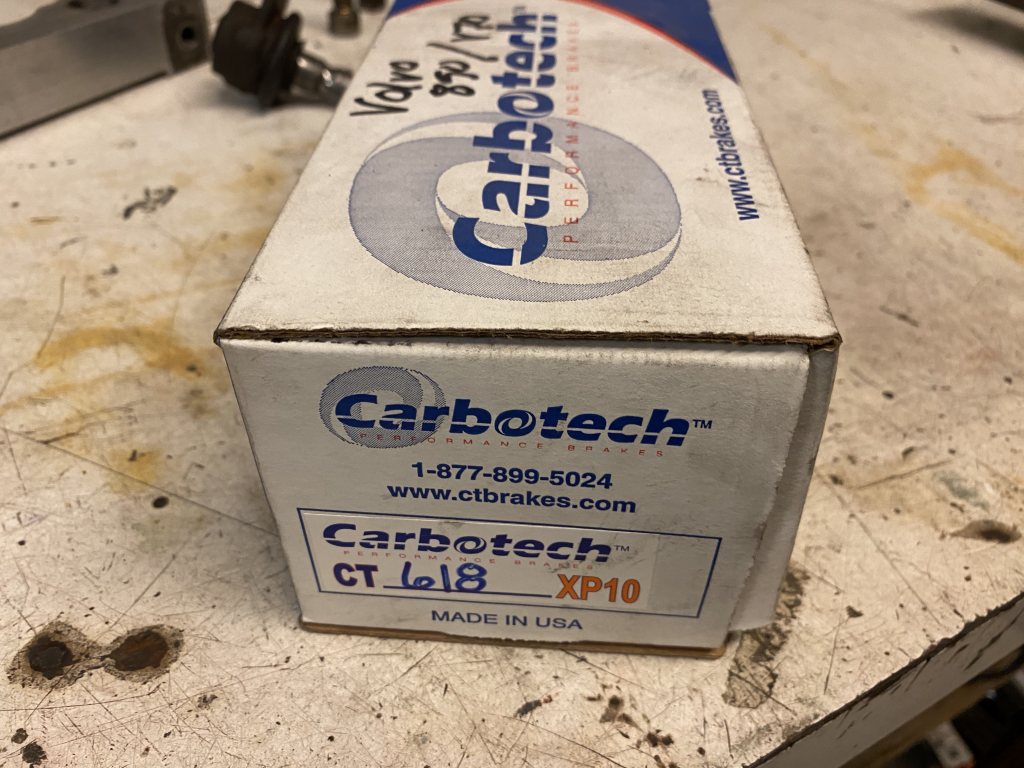 Volvo
850/V70
Carbotech™
PERFORMANCE BRAKES
www.ctbrakes.com
Carbotech™
PERFORMANCE BRAKES
1-877-899-5024
www.ctbrakes.com
Carbotech™
PERFORMANCE BRAKES
CT 618 XP10
MADE IN USA